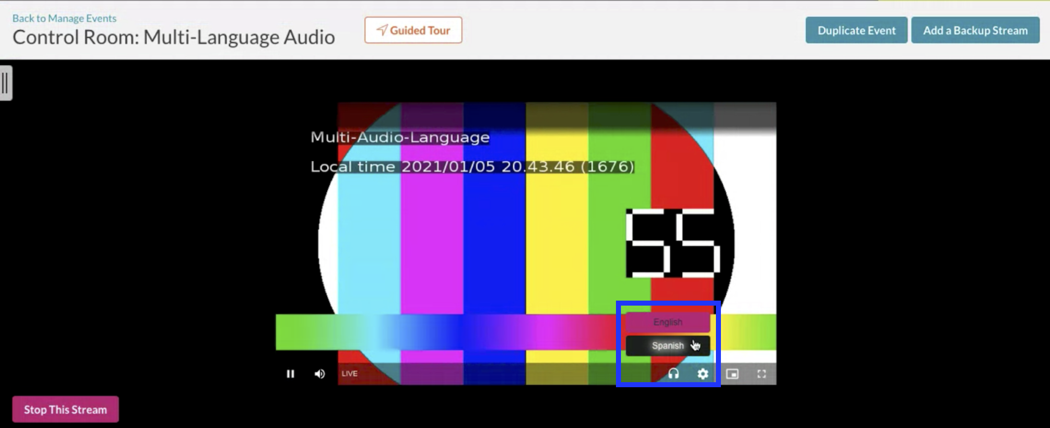 Back to Manage Events
Control Room: Multi-Language Audio
Guided Tour
Duplicate Event
Add a Backup Stream
Multi-Audio-Language
Local time 2021/01/05 20.43.46 (1676)
55
English
Spanish
LIVE
Stop This Stream